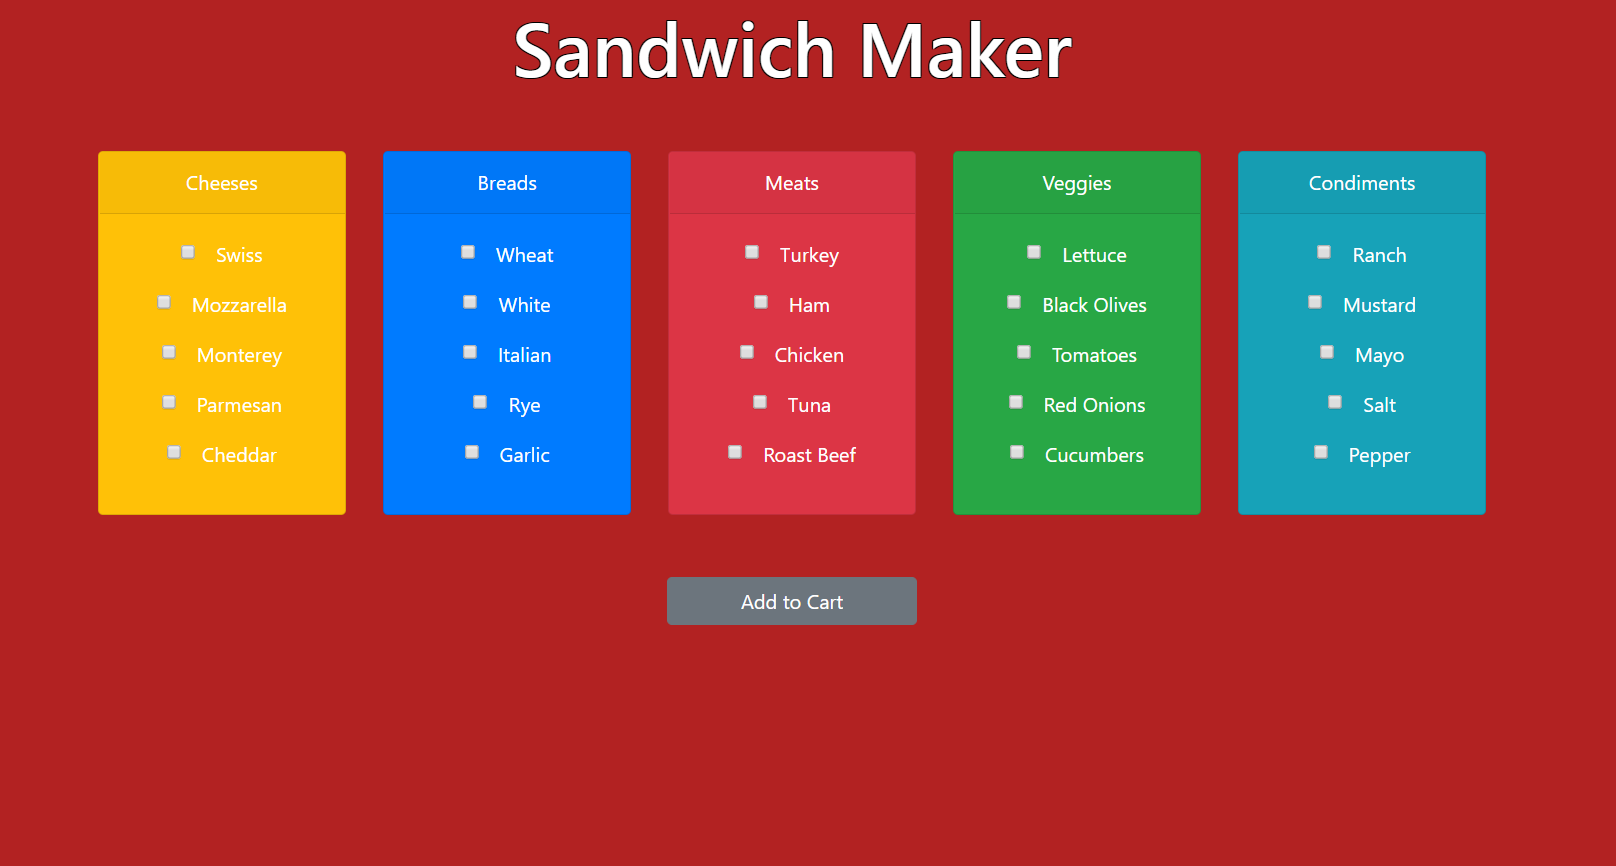 Sandwich Maker
Cheeses
Swiss
Mozzarella
Monterey
Parmesan
Cheddar
Breads
Wheat
White
Italian
Rye
Garlic
Meats
Turkey
Ham
Chicken
Tuna
Roast Beef
Veggies
Lettuce
Black Olives
Tomatoes
Red Onions
Cucumbers
Condiments
Ranch
Mustard
Mayo
Salt
Pepper
Add to Cart